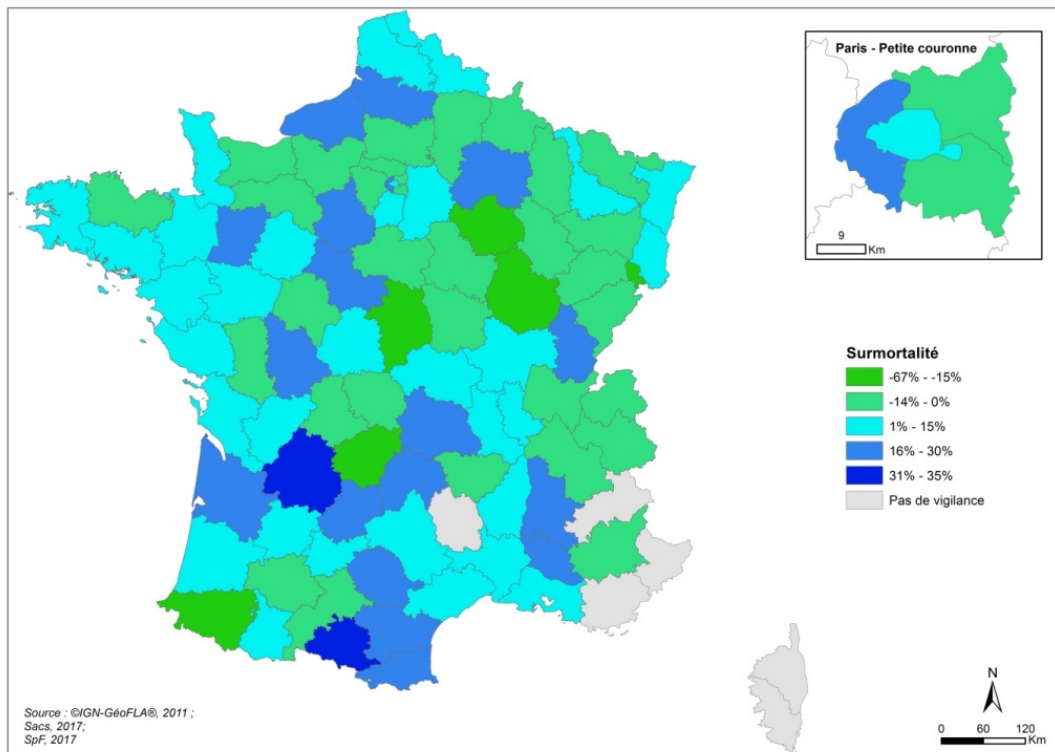 Paris - Petite couronne
9
Km
Surmortalité
-67% - -15%
-14% - 0%
1% - 15%
16% - 30%
31% - 35%
Pas de vigilance
Source : ©IGN-GéoFLA®, 2011 ;
Sacs, 2017;
SpF, 2017
N
0 60 120
Km